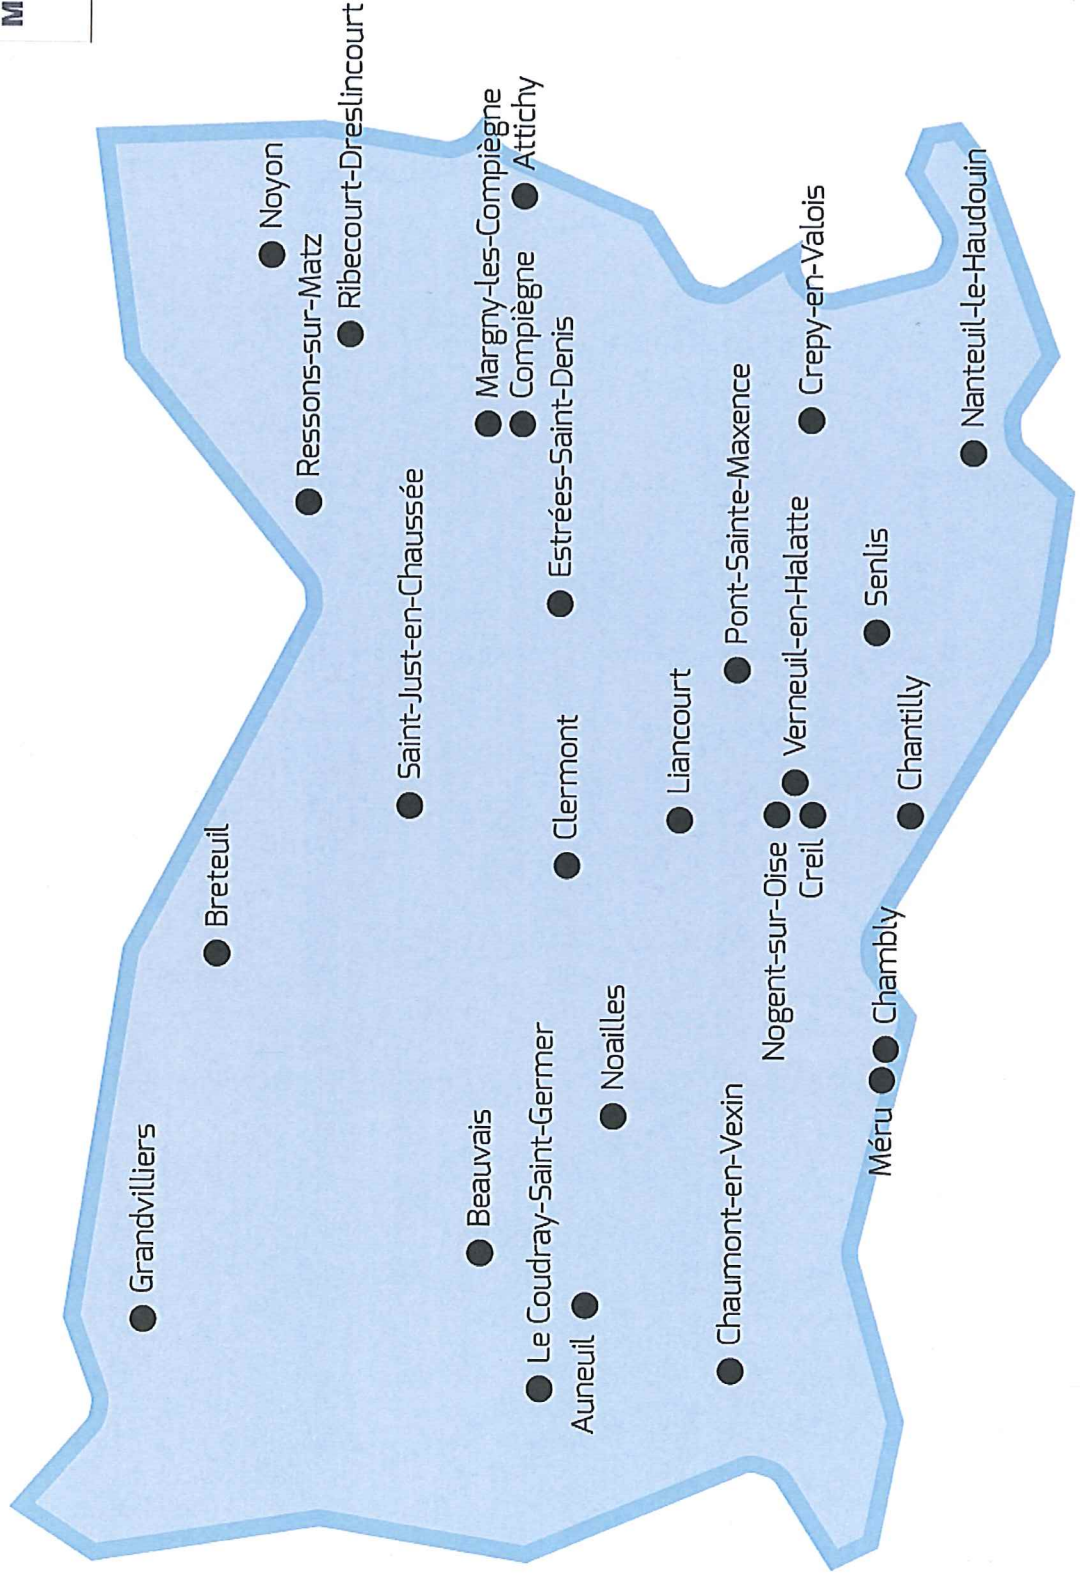 M
Grandvilliers
Breteuil
Noyon
Ressons-sur-Matz
Ribecourt-Dreslincourt
Saint-Just-en-Chaussée
Beauvais
Margny-les-Compiègne
Compiègne
Attichy
Le Coudray-Saint-Germer
Estrées-Saint-Denis
Clermont
Auneuil
Noailles
Liancourt
Chaumont-en-Vexin
Pont-Sainte-Maxence
Nogent-sur-Oise
Verneuil-en-Halatte
Creil
Crepy-en-Valois
Senlis
Méru
Chambly
Chantilly
Nanteuil-le-Haudouin